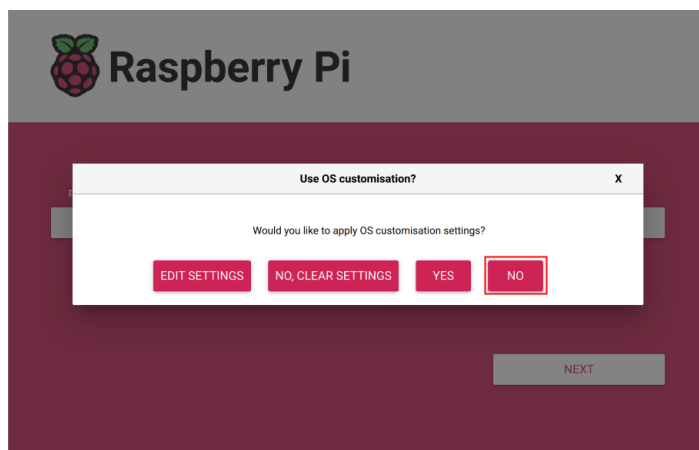 Raspberry Pi
Use OS customisation?
X
Would you like to apply OS customisation settings?
EDIT SETTINGS
NO, CLEAR SETTINGS
YES
NO
NEXT